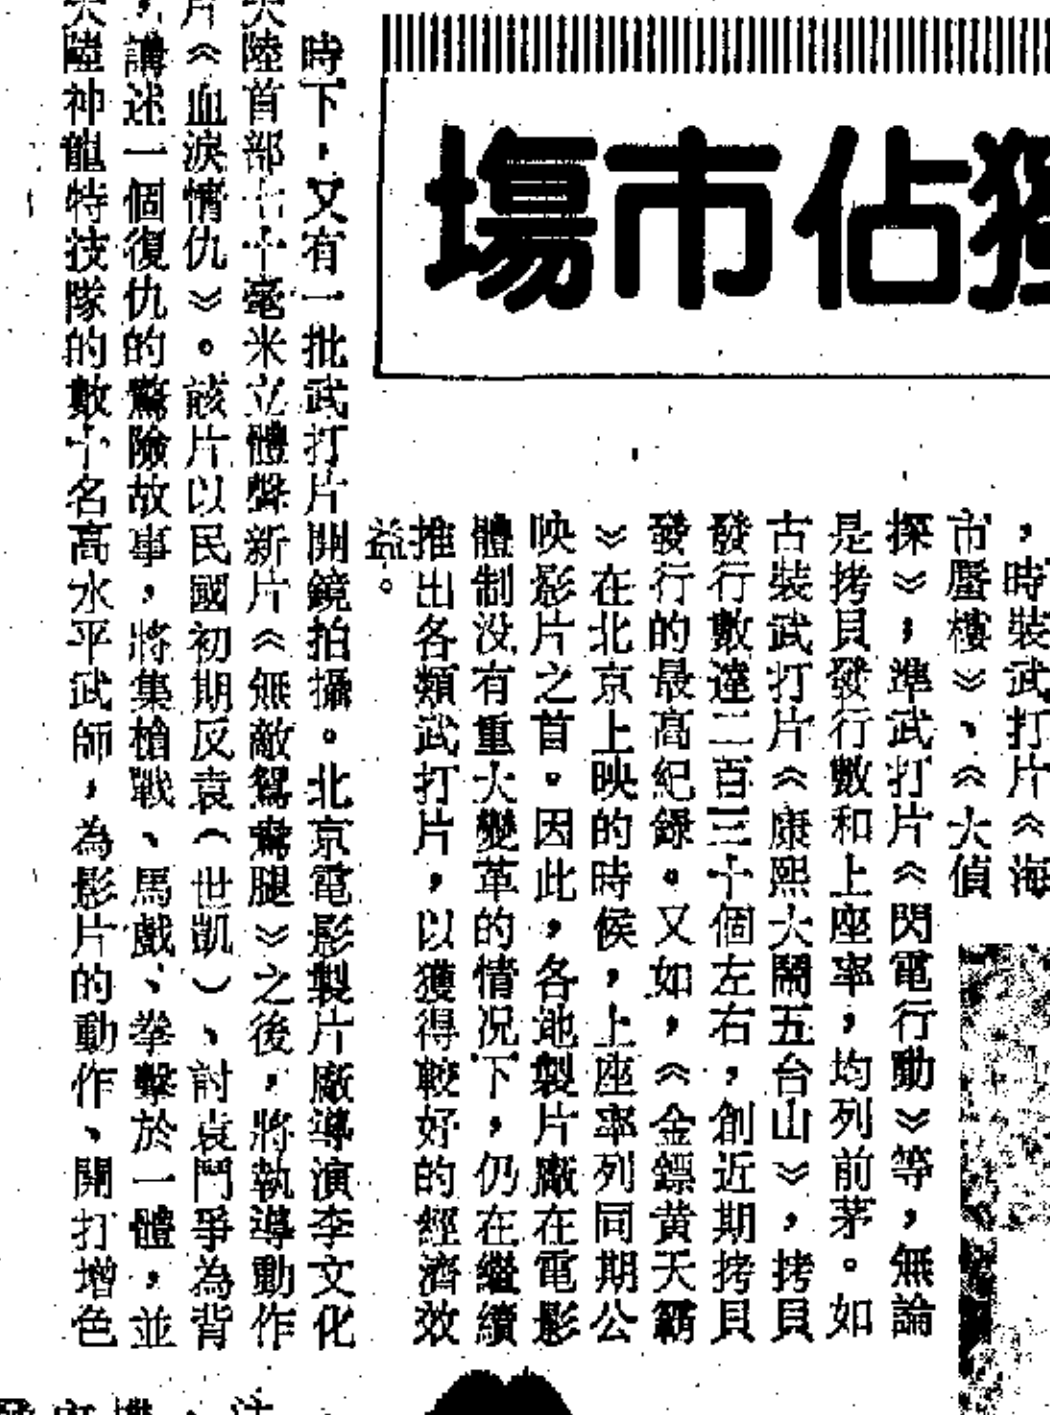 獨佔市場
，時裝武打片《海
市蜃樓》、《大偵
探》，準武打片《閃電行動》等，無論
是拷貝發行數和上座率，均列前茅。如
古裝武打片《康熙大鬧五台山》，拷貝
發行數達二百三十個左右，創近期拷貝
發行的最高紀錄。又如，《金鏢黄天霸
》在北京上映的時候，上座率列同期公
映影片之首。因此，各地製片廠在電影
體制没有重大變革的情况下，仍在繼續
推出各類武打片，以獲得較好的經濟效
益。
時下，又有一批武打片開鏡拍攝。北京電影製片廠導演李文化
陸首部七十毫米立體聲新片《無敵鴛鴦腿》之後，將執導動作
片《血淚情仇》。該片以民國初期反袁（世凱）、討袁鬥爭為背
，講述一個復仇的驚險故事，將集槍戰、馬戲、拳擊於一體，並
大陸神龍特技隊的數十名高水平武師，為影片的動作、開打增色